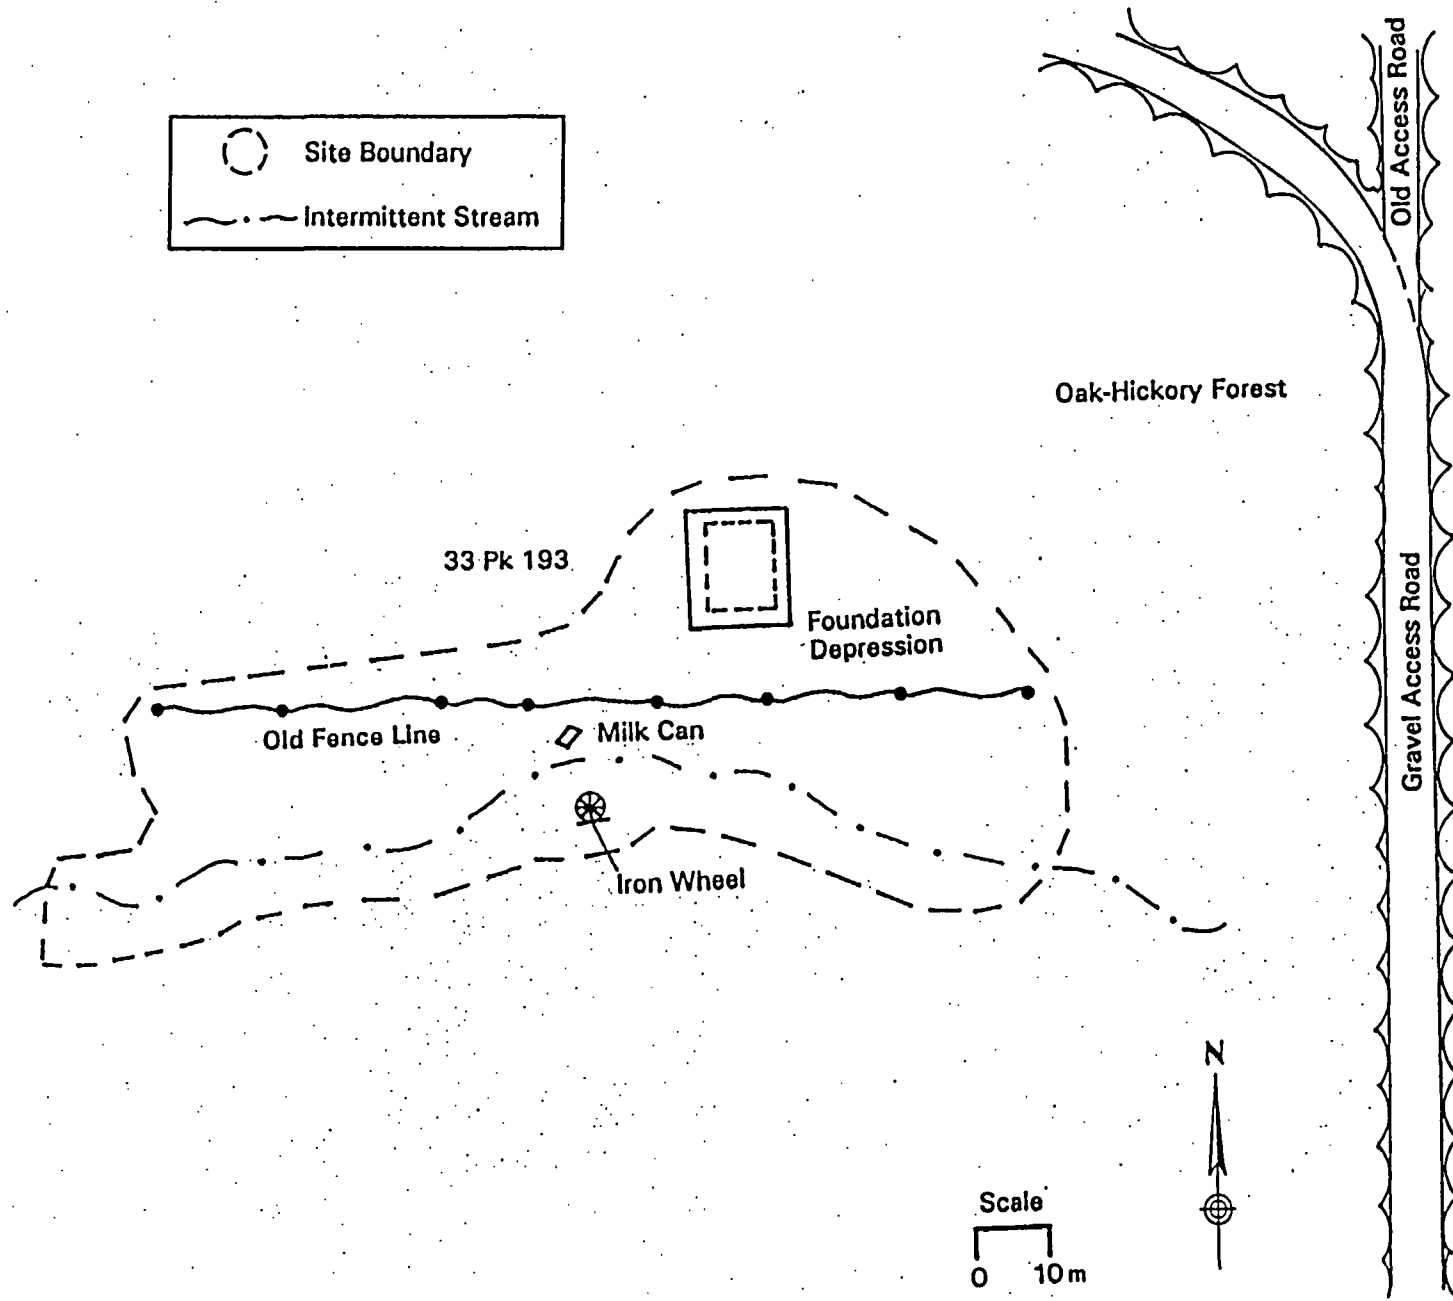 Old Access Road
Site Boundary
Intermittent Stream
Oak-Hickory Forest
33 Pk 193
Foundation
Depression
Gravel Access Road
Old Fence Line
Milk Can
Iron Wheel
N
Scale
0 10 m